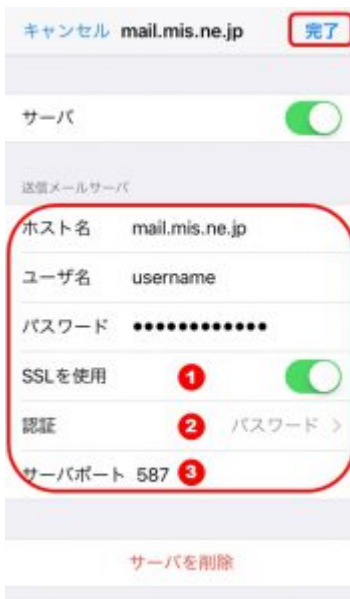 キャンセル mail.mis.ne.jp 完了
サーバ
送信メールサーバ
ホスト名 mail.mis.ne.jp
ユーザ名 username
パスワード ●●●●●●●●●●●●
SSLを使用 1
認証 2 パスワード >
サーバポート 587 3
サーバを削除